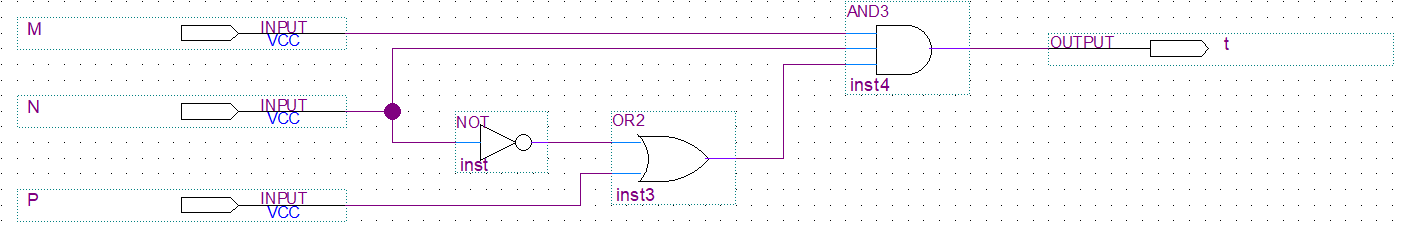 AND3
M
INPUT
VCC
OUTPUT
t
inst4
N
INPUT
VCC
NOT
OR2
inst
inst3
P
INPUT
VCC